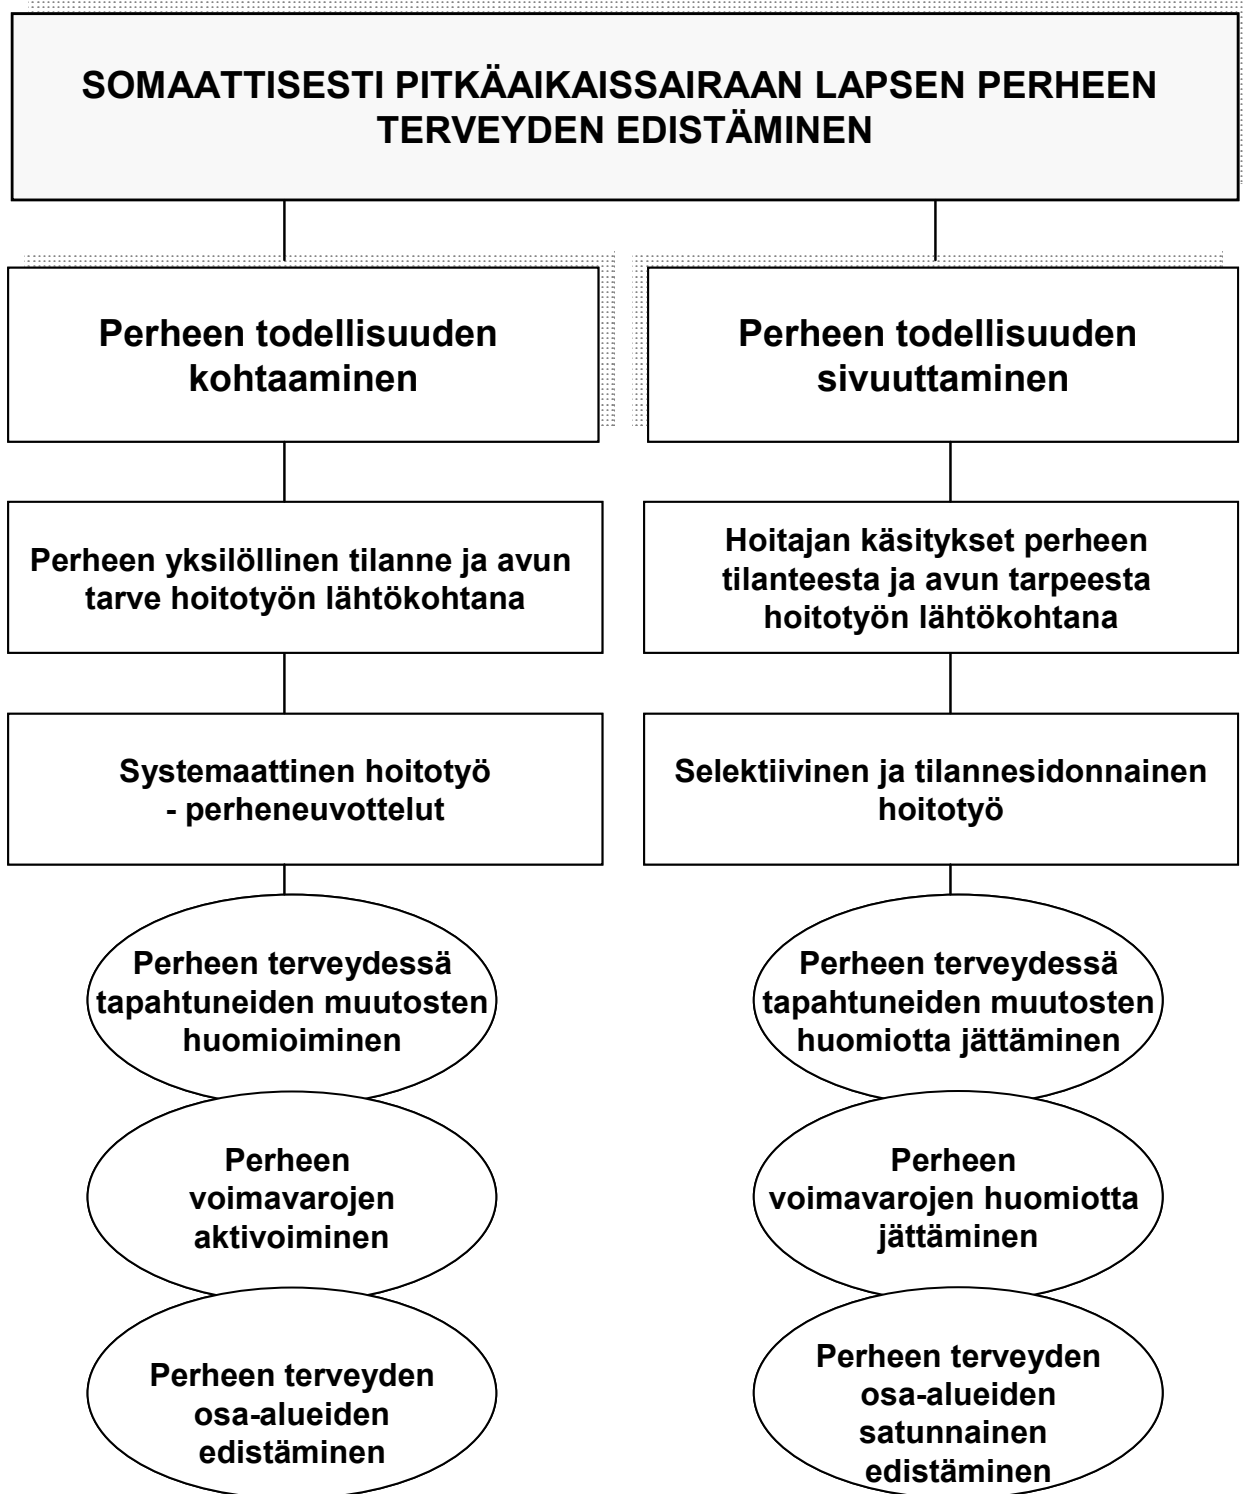 SOMAATTISESTI PITKÄAIKAISSAIRAAN LAPSEN PERHEEN
TERVEYDEN EDISTÄMINEN
Perheen todellisuuden
kohtaaminen
Perheen todellisuuden
sivuuttaminen
Perheen yksilöllinen tilanne ja avun
tarve hoitotyön lähtökohtana
Hoitajan käsitykset perheen
tilanteesta ja avun tarpeesta
hoitotyön lähtökohtana
Systemaattinen hoitotyö
- perheneuvottelut
Selektiivinen ja tilannesidonnainen
hoitotyö
Perheen terveydessä
tapahtuneiden muutosten
huomioiminen
Perheen terveydessä
tapahtuneiden muutosten
huomiotta jättäminen
Perheen
voimavarojen
aktivoiminen
Perheen
voimavarojen huomiotta
jättäminen
Perheen terveyden
osa-alueiden
edistäminen
Perheen terveyden
osa-alueiden
satunnainen
edistäminen